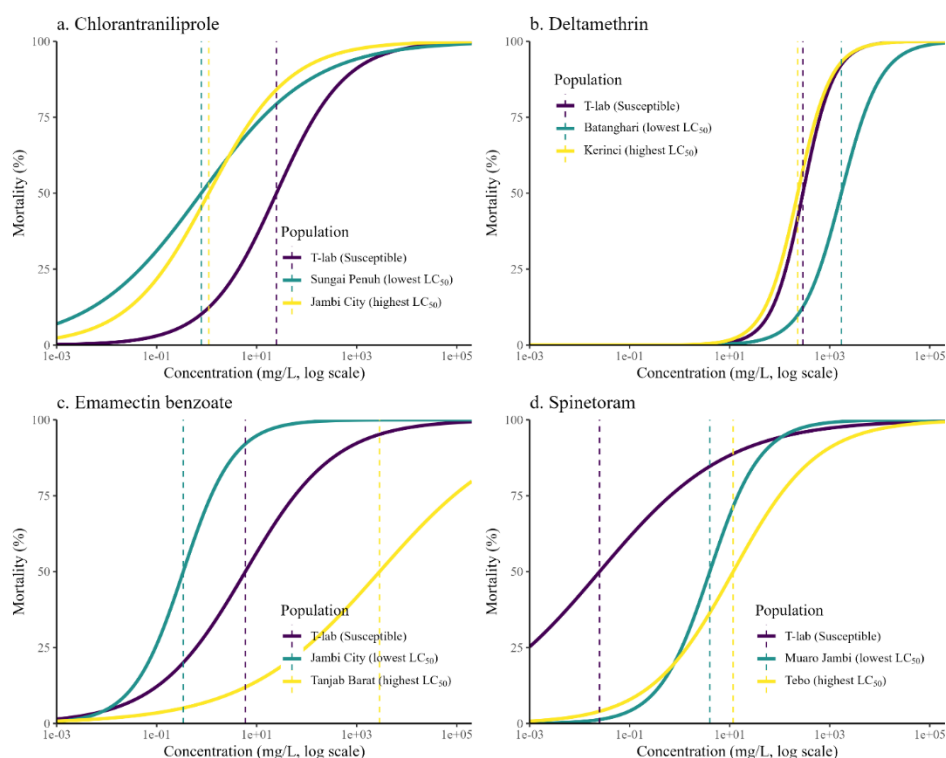 a. Chlorantraniliprole
Mortality (%)
100
75
50
25
0
Population
T-lab (Susceptible)
Sungai Penuh (lowest LC₅₀)
Jambi City (highest LC₅₀)
1e-03 1e-01 1e+01 1e+03 1e+05
Concentration (mg/L, log scale)
b. Deltamethrin
Mortality (%)
100
75
50
25
0
Population
T-lab (Susceptible)
Batanghari (lowest LC₅₀)
Kerinci (highest LC₅₀)
1e-03 1e-01 1e+01 1e+03 1e+05
Concentration (mg/L, log scale)
c. Emamectin benzoate
Mortality (%)
100
75
50
25
0
Population
T-lab (Susceptible)
Jambi City (lowest LC₅₀)
Tanjab Barat (highest LC₅₀)
1e-03 1e-01 1e+01 1e+03 1e+05
Concentration (mg/L, log scale)
d. Spinetoram
Mortality (%)
100
75
50
25
0
Population
T-lab (Susceptible)
Muaro Jambi (lowest LC₅₀)
Tebo (highest LC₅₀)
1e-03 1e-01 1e+01 1e+03 1e+05
Concentration (mg/L, log scale)